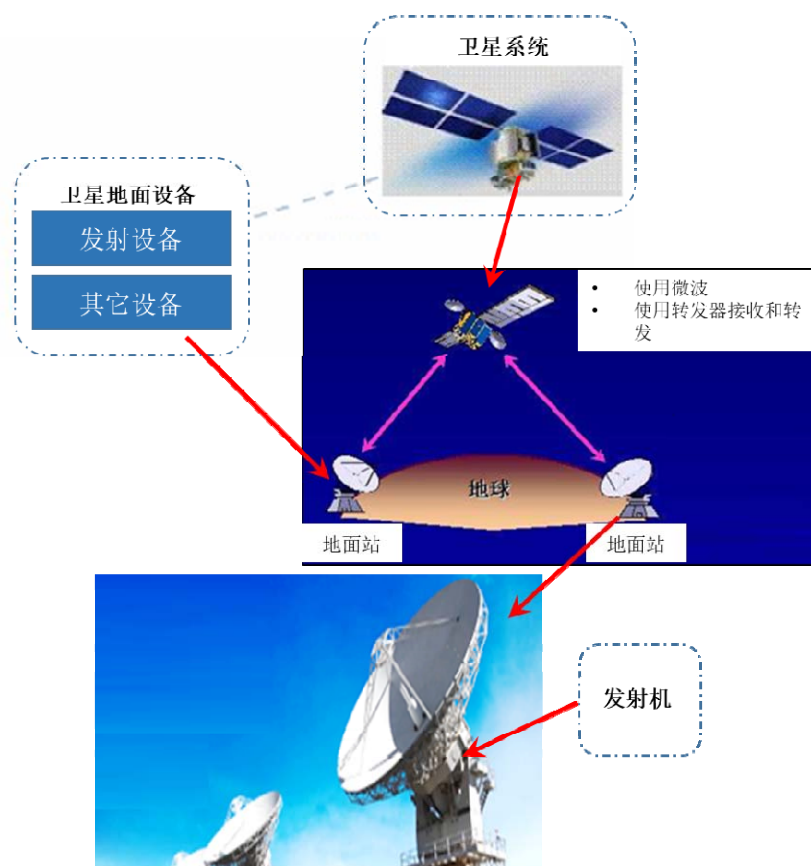 卫星系统
卫星地面设备
发射设备
其它设备
• 使用微波
• 使用转发器接收和转
发
地球
地面站
地面站
发射机